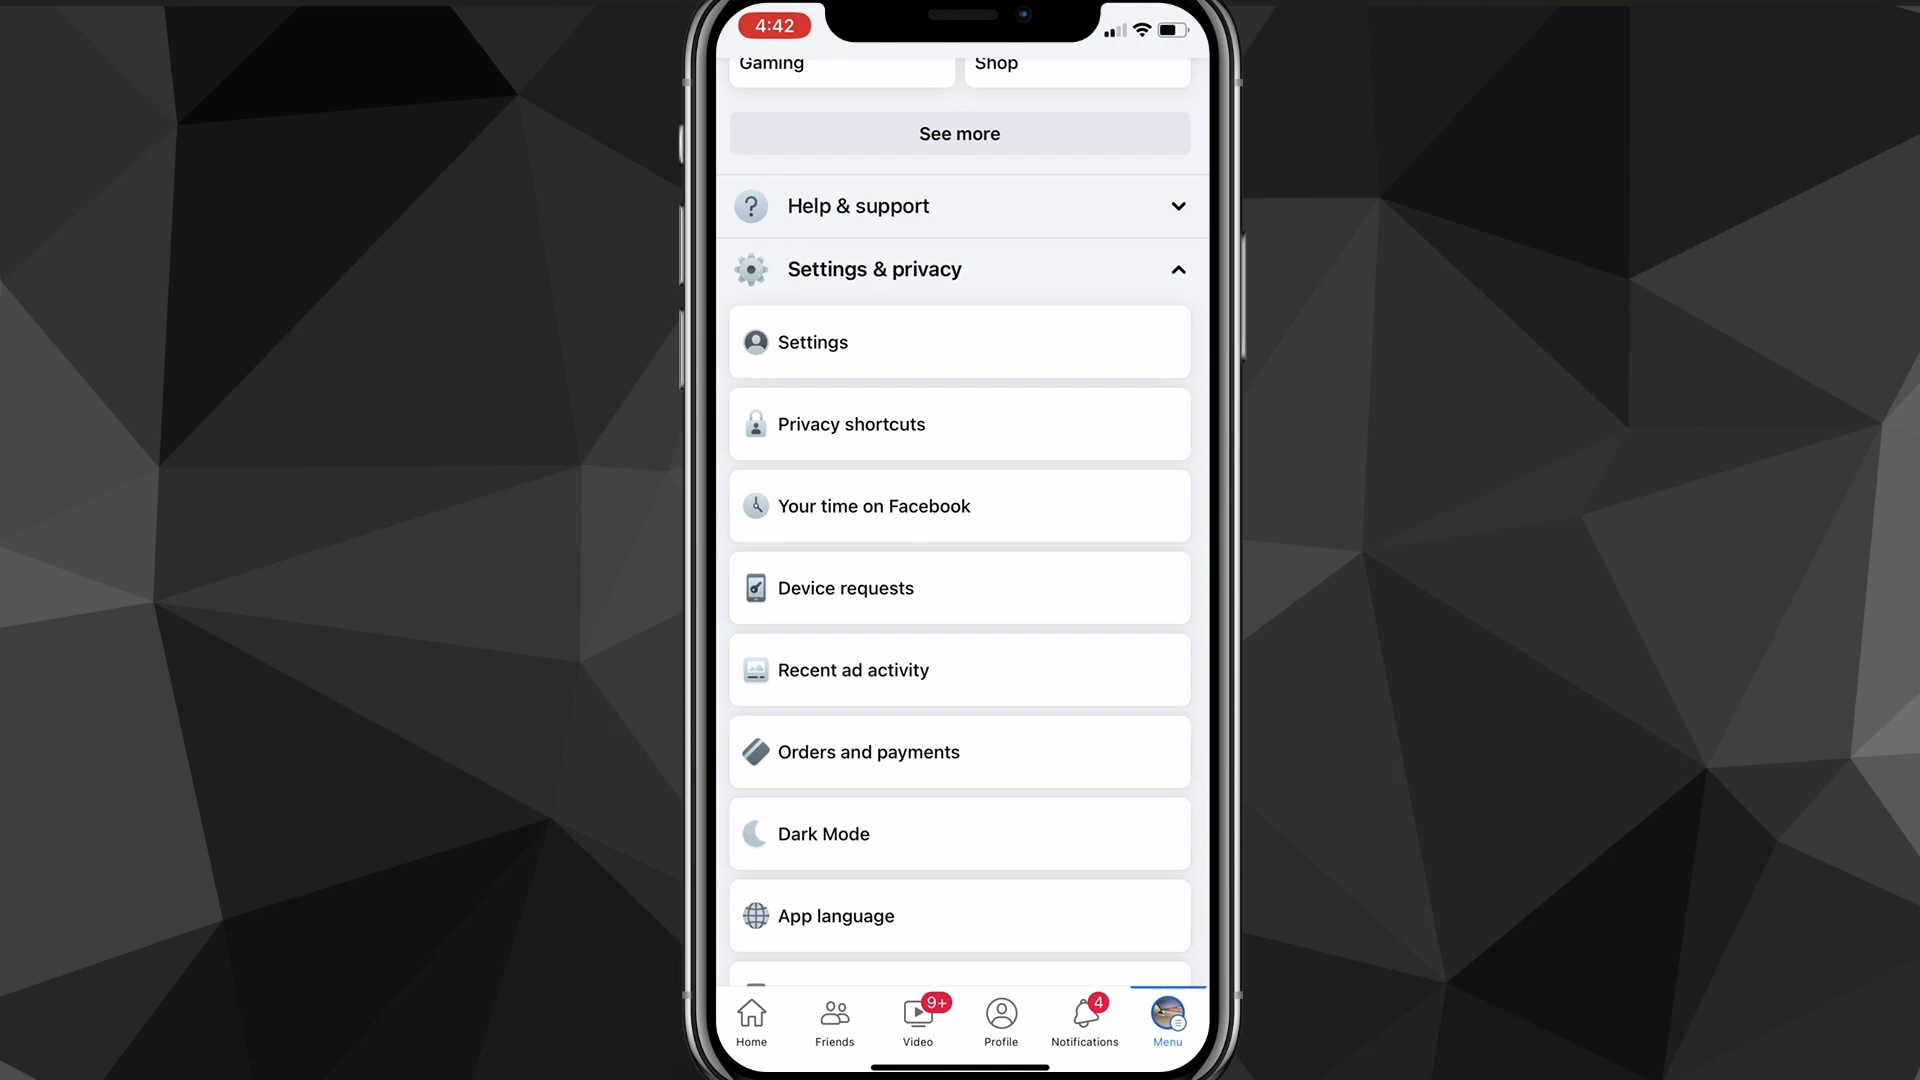 4:42
Gaming
Shop
See more
Help & support
Settings & privacy
Settings
Privacy shortcuts
Your time on Facebook
Device requests
Recent ad activity
Orders and payments
Dark Mode
App language
9+
4
Home
Friends
Video
Profile
Notifications
Menu